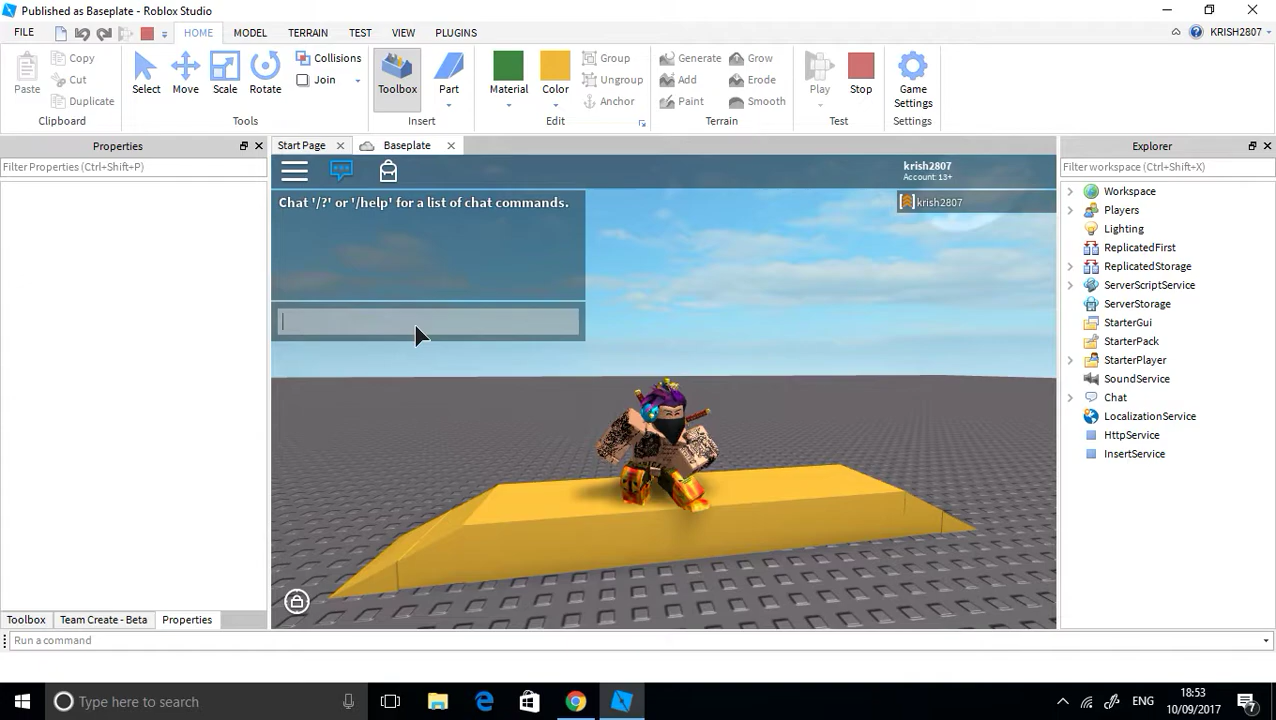 Published as Baseplate - Roblox Studio
FILE
HOME
MODEL
TERRAIN
TEST
VIEW
PLUGINS
KRISH2807
Paste
Copy
Cut
Duplicate
Clipboard
Select
Move
Scale
Rotate
Collisions
Join
Tools
Toolbox
Part
Insert
Material
Color
Group
Ungroup
Anchor
Edit
Generate
Add
Paint
Grow
Erode
Smooth
Terrain
Play
Stop
Test
Game
Settings
Settings
Properties
Filter Properties (Ctrl+Shift+P)
Start Page
Baseplate
krish2807
Account: 13+
krish2807
Chat '/?' or '/help' for a list of chat commands.
Explorer
Filter workspace (Ctrl+Shift+X)
Workspace
Players
Lighting
ReplicatedFirst
ReplicatedStorage
ServerScriptService
ServerStorage
StarterGui
StarterPack
StarterPlayer
SoundService
Chat
LocalizationService
HttpService
InsertService
Toolbox
Team Create - Beta
Properties
Run a command
Type here to search
ENG
18:53
10/09/2017
7